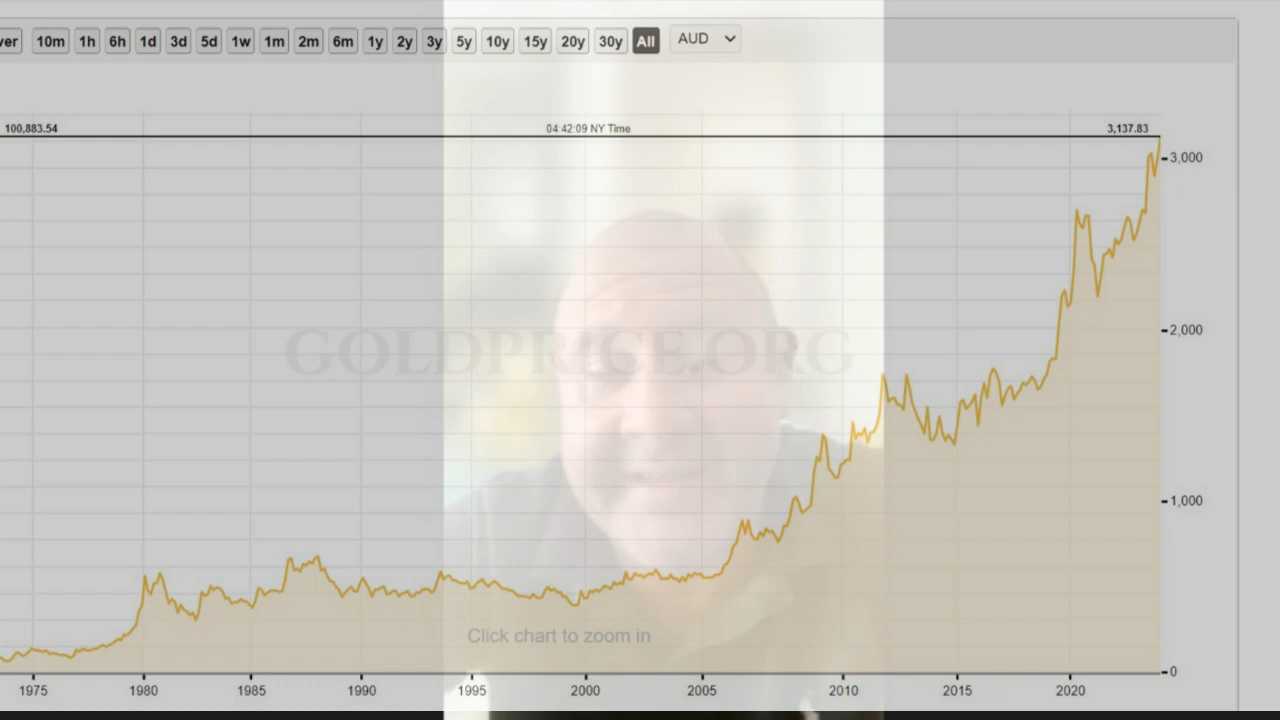 ver 10m 1h 6h 1d 3d 5d 1w 1m 2m 6m 1y 2y 3y 5y 10y 15y 20y 30y All AUD
100,883.54 04:42:09 NY Time 3,137.83
3,000
GOLDPRICE.ORG
2,000
1,000
Click chart to zoom in
0
1975 1980 1985 1990 1995 2000 2005 2010 2015 2020